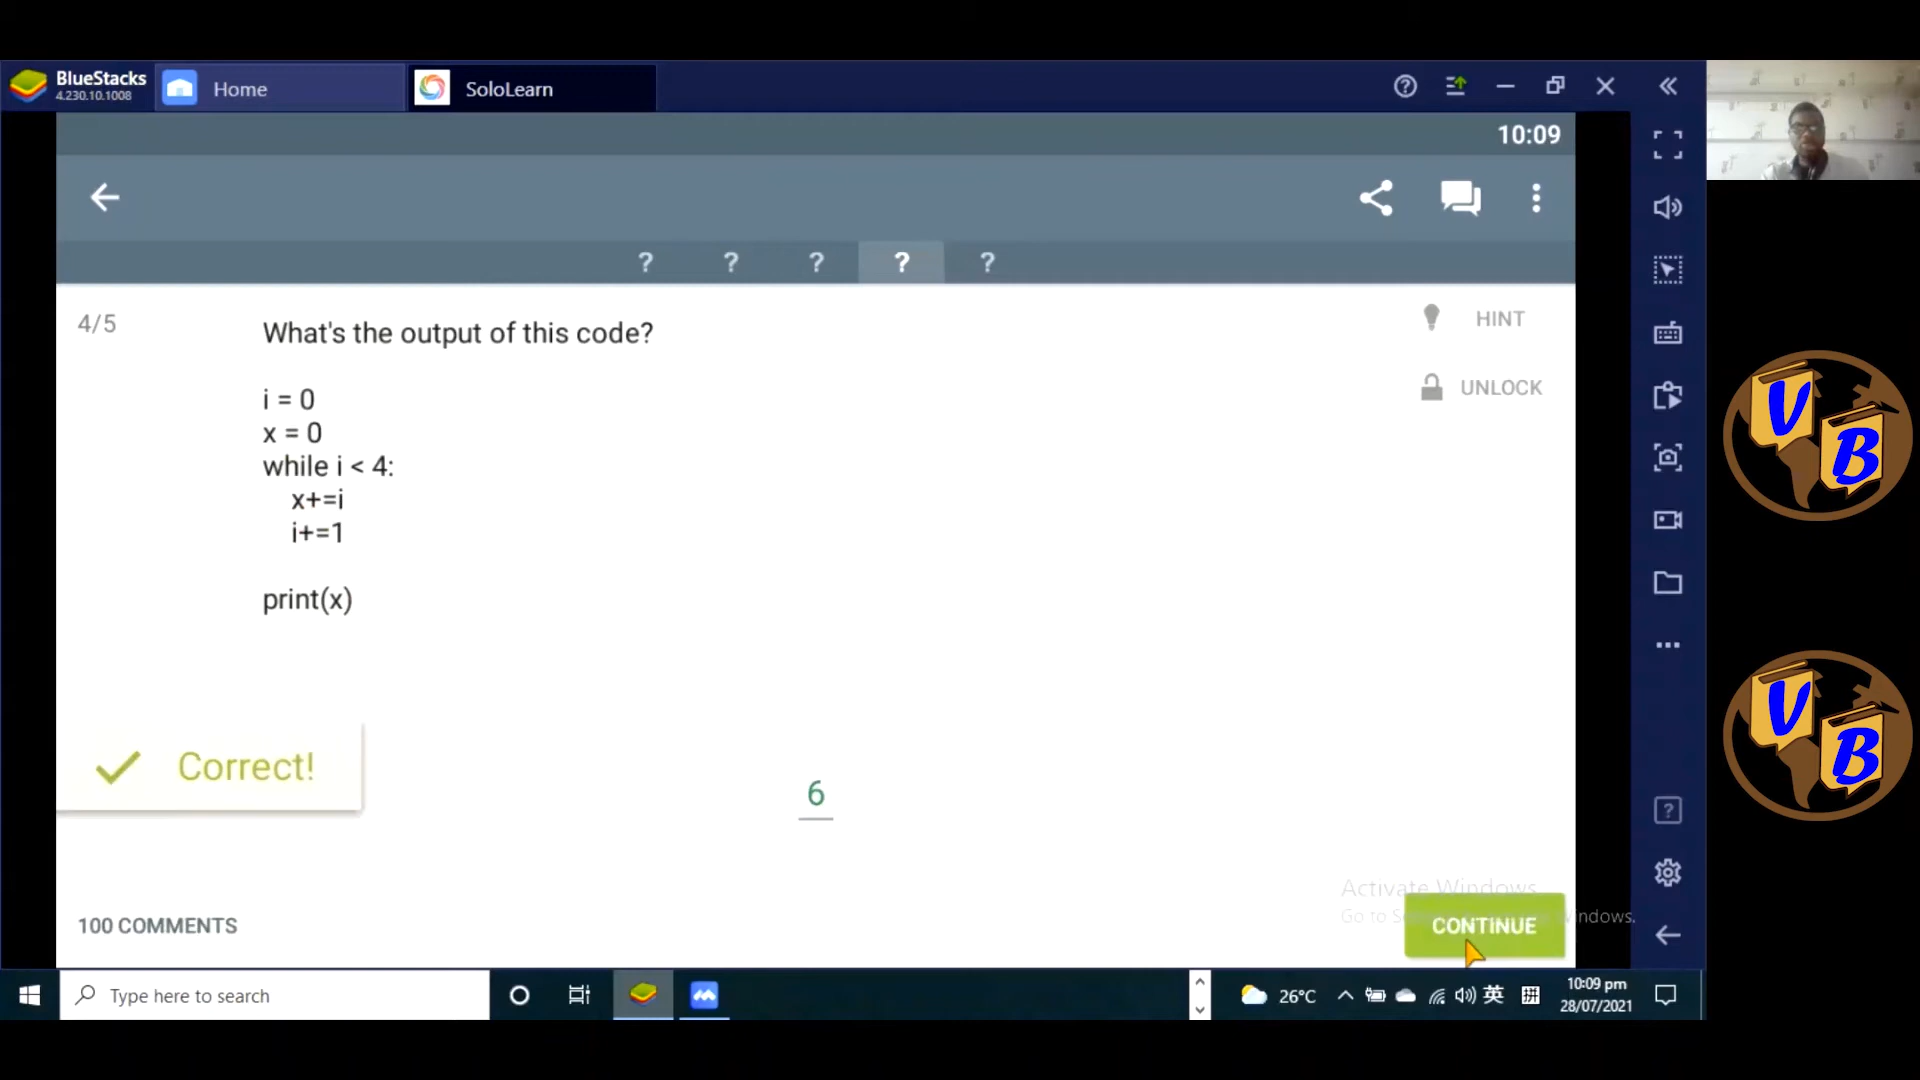 BlueStacks
4.230.10.1008
Home
SoloLearn
10:09
? ? ? ? ?
4/5
What's the output of this code?
HINT
UNLOCK
i = 0
x = 0
while i < 4:
x+=i
i+=1
print(x)
Correct!
6
100 COMMENTS
Activate Windows
CONTINUE
Type here to search
26°C
英
拼
10:09 pm
28/07/2021
V
B
V
B